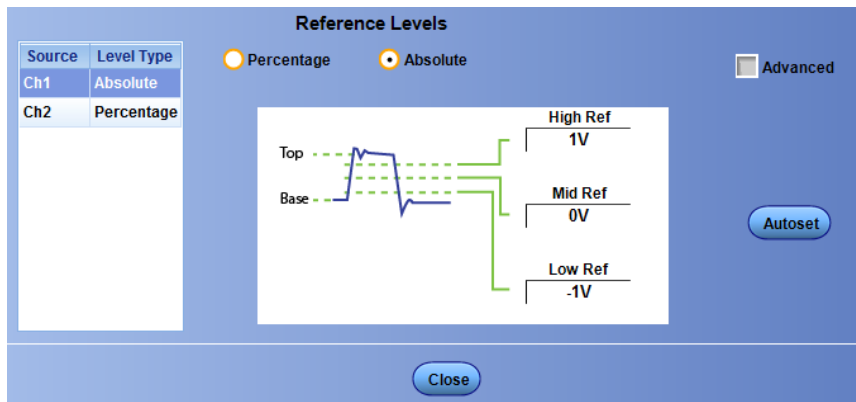 Reference Levels
Source Level Type
Ch1 Absolute
Ch2 Percentage
Percentage
Absolute
Advanced
Top
Base
High Ref
1V
Mid Ref
0V
Low Ref
-1V
Autoset
Close